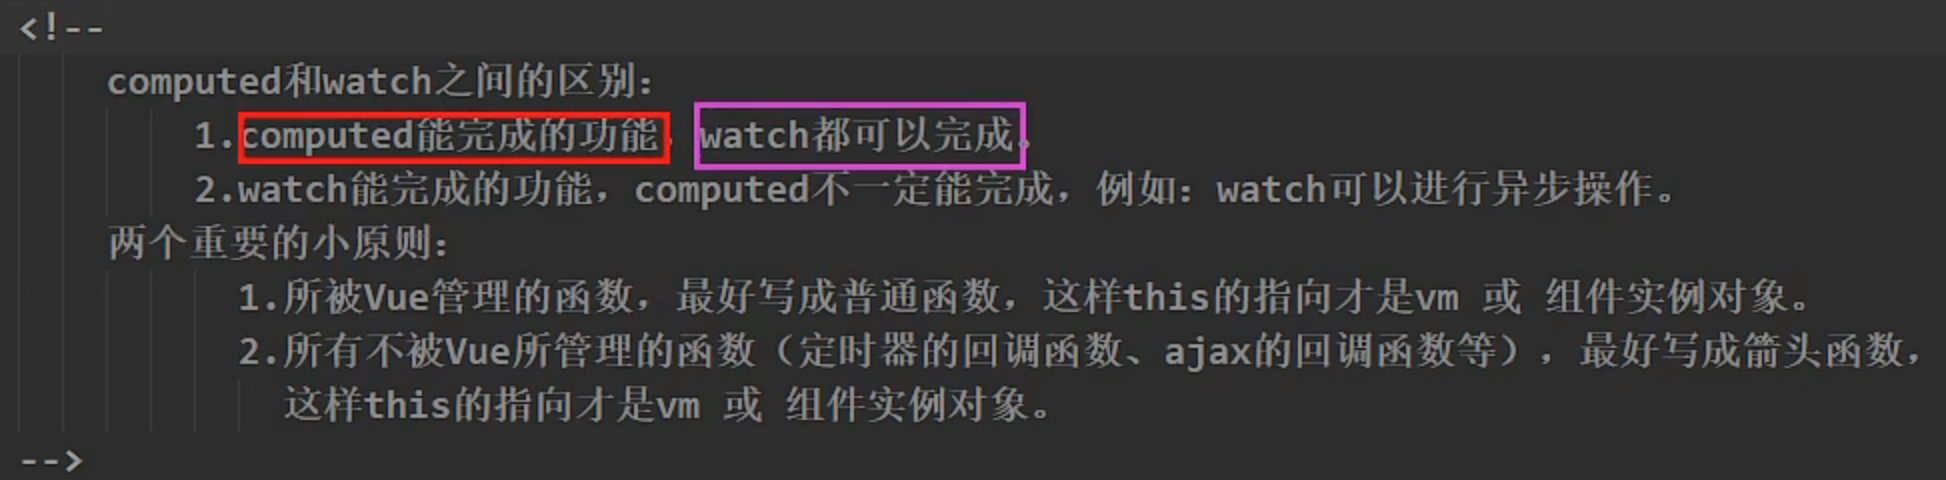 <!--
computed和watch之间的区别：
1.computed能完成的功能，watch都可以完成。
2.watch能完成的功能，computed不一定能完成，例如：watch可以进行异步操作。
两个重要的小原则：
1.所被Vue管理的函数，最好写成普通函数，这样this的指向才是vm 或 组件实例对象。
2.所有不被Vue所管理的函数（定时器的回调函数、ajax的回调函数等），最好写成箭头函数，
这样this的指向才是vm 或 组件实例对象。
-->